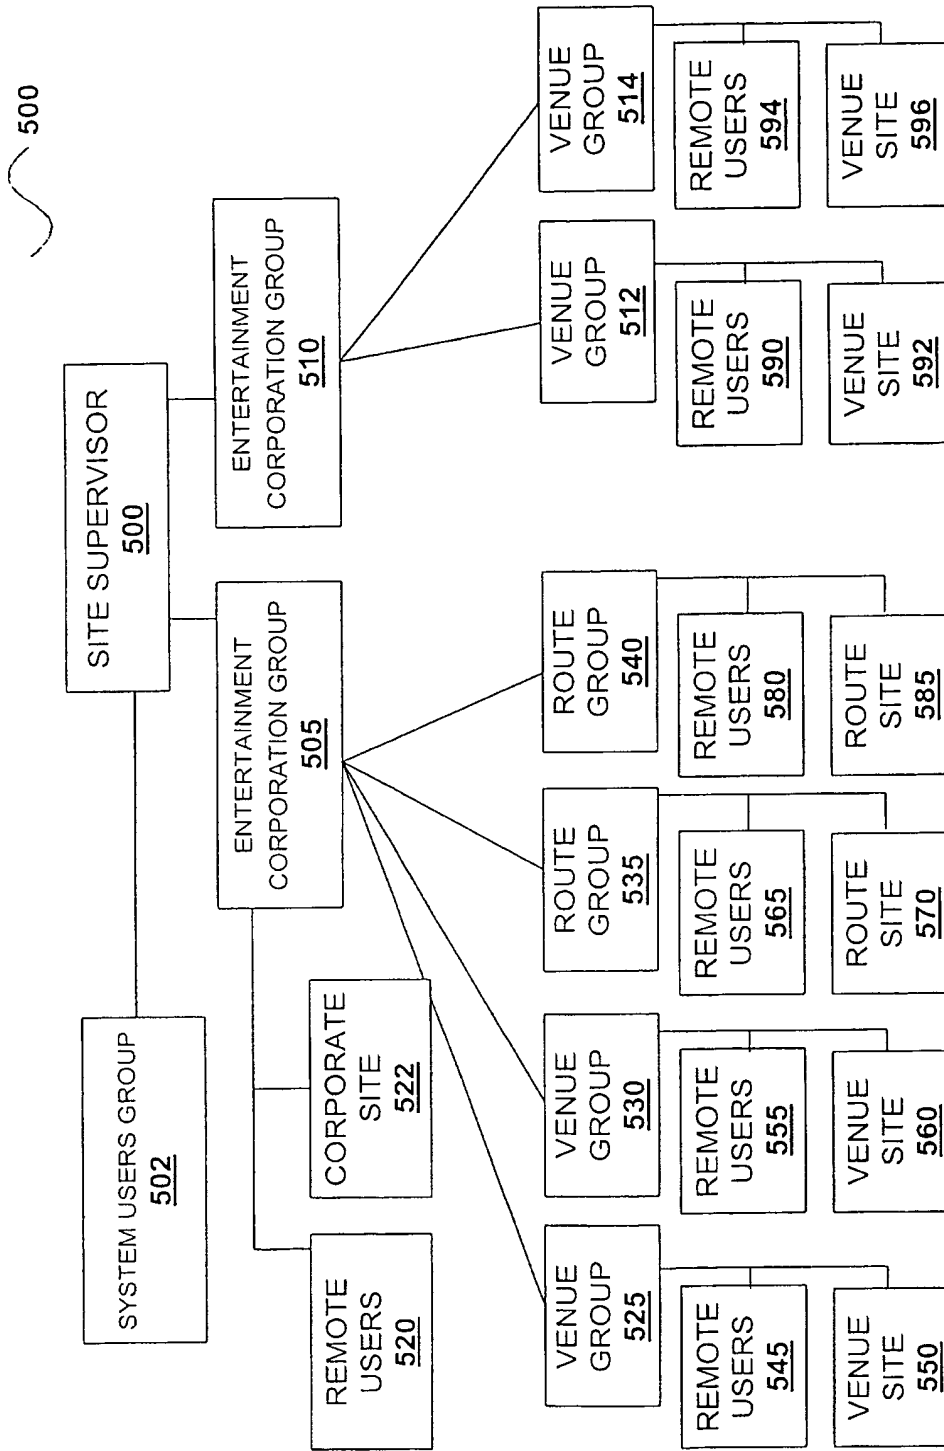 500
SITE SUPERVISOR
500
SYSTEM USERS GROUP
502
ENTERTAINMENT
CORPORATION GROUP
505
ENTERTAINMENT
CORPORATION GROUP
510
REMOTE
USERS
520
CORPORATE
SITE
522
VENUE
GROUP
525
VENUE
GROUP
530
ROUTE
GROUP
535
ROUTE
GROUP
540
VENUE
GROUP
512
VENUE
GROUP
514
REMOTE
USERS
545
REMOTE
USERS
555
REMOTE
USERS
565
REMOTE
USERS
580
REMOTE
USERS
590
REMOTE
USERS
594
VENUE
SITE
550
VENUE
SITE
560
ROUTE
SITE
570
ROUTE
SITE
585
VENUE
SITE
592
VENUE
SITE
596